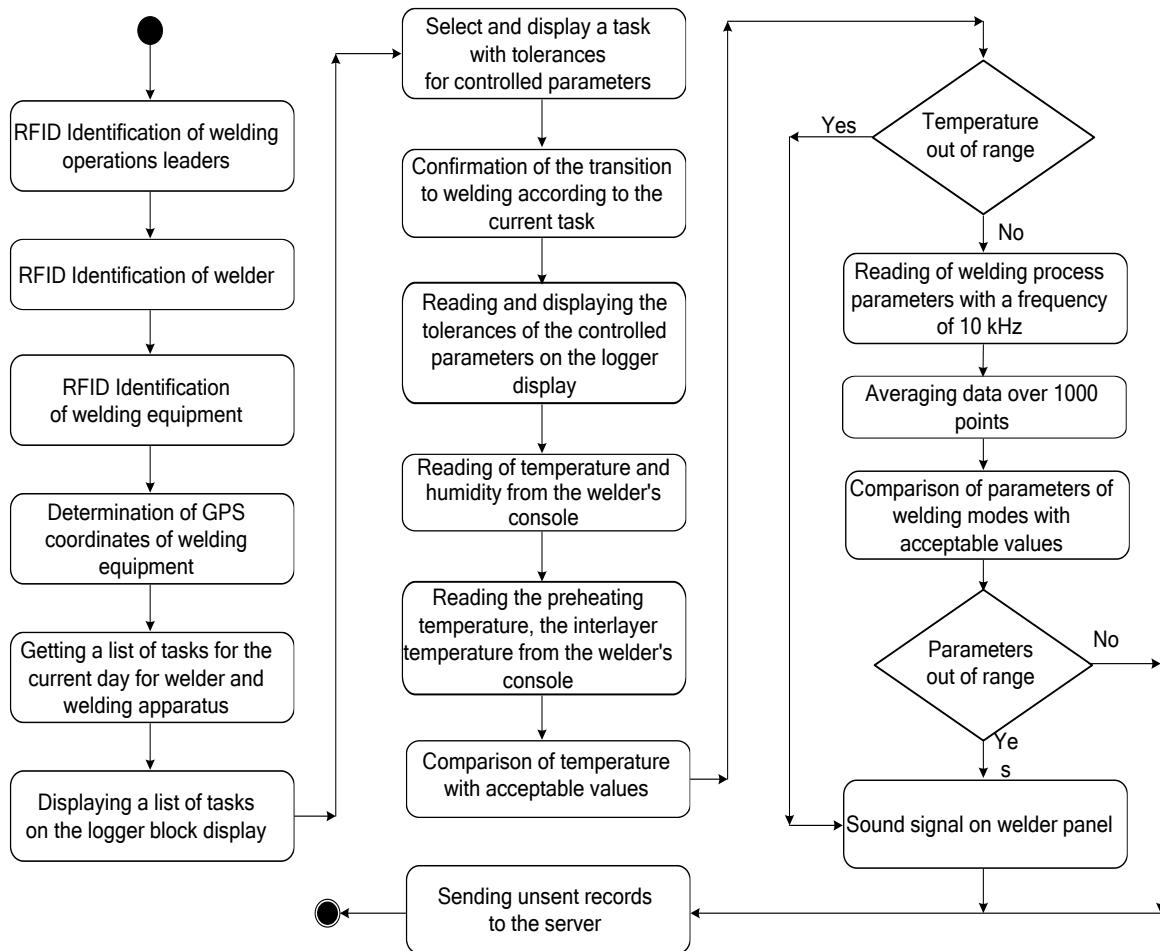 RFID Identification of welding
operations leaders
RFID Identification of welder
RFID Identification
of welding equipment
Determination of GPS
coordinates of welding
equipment
Getting a list of tasks for the
current day for welder and
welding apparatus
Displaying a list of tasks
on the logger block display
Select and display a task
with tolerances
for controlled parameters
Confirmation of the transition
to welding according to the
current task
Reading and displaying the
tolerances of the controlled
parameters on the logger
display
Reading of temperature and
humidity from the welder's
console
Reading the preheating
temperature, the interlayer
temperature from the welder's
console
Comparison of temperature
with acceptable values
Temperature
out of range
Yes
No
Reading of welding process
parameters with a frequency
of 10 kHz
Averaging data over 1000
points
Comparison of parameters of
welding modes with
acceptable values
Parameters
out of range
No
Ye
s
Sound signal on welder panel
Sending unsent records
to the server